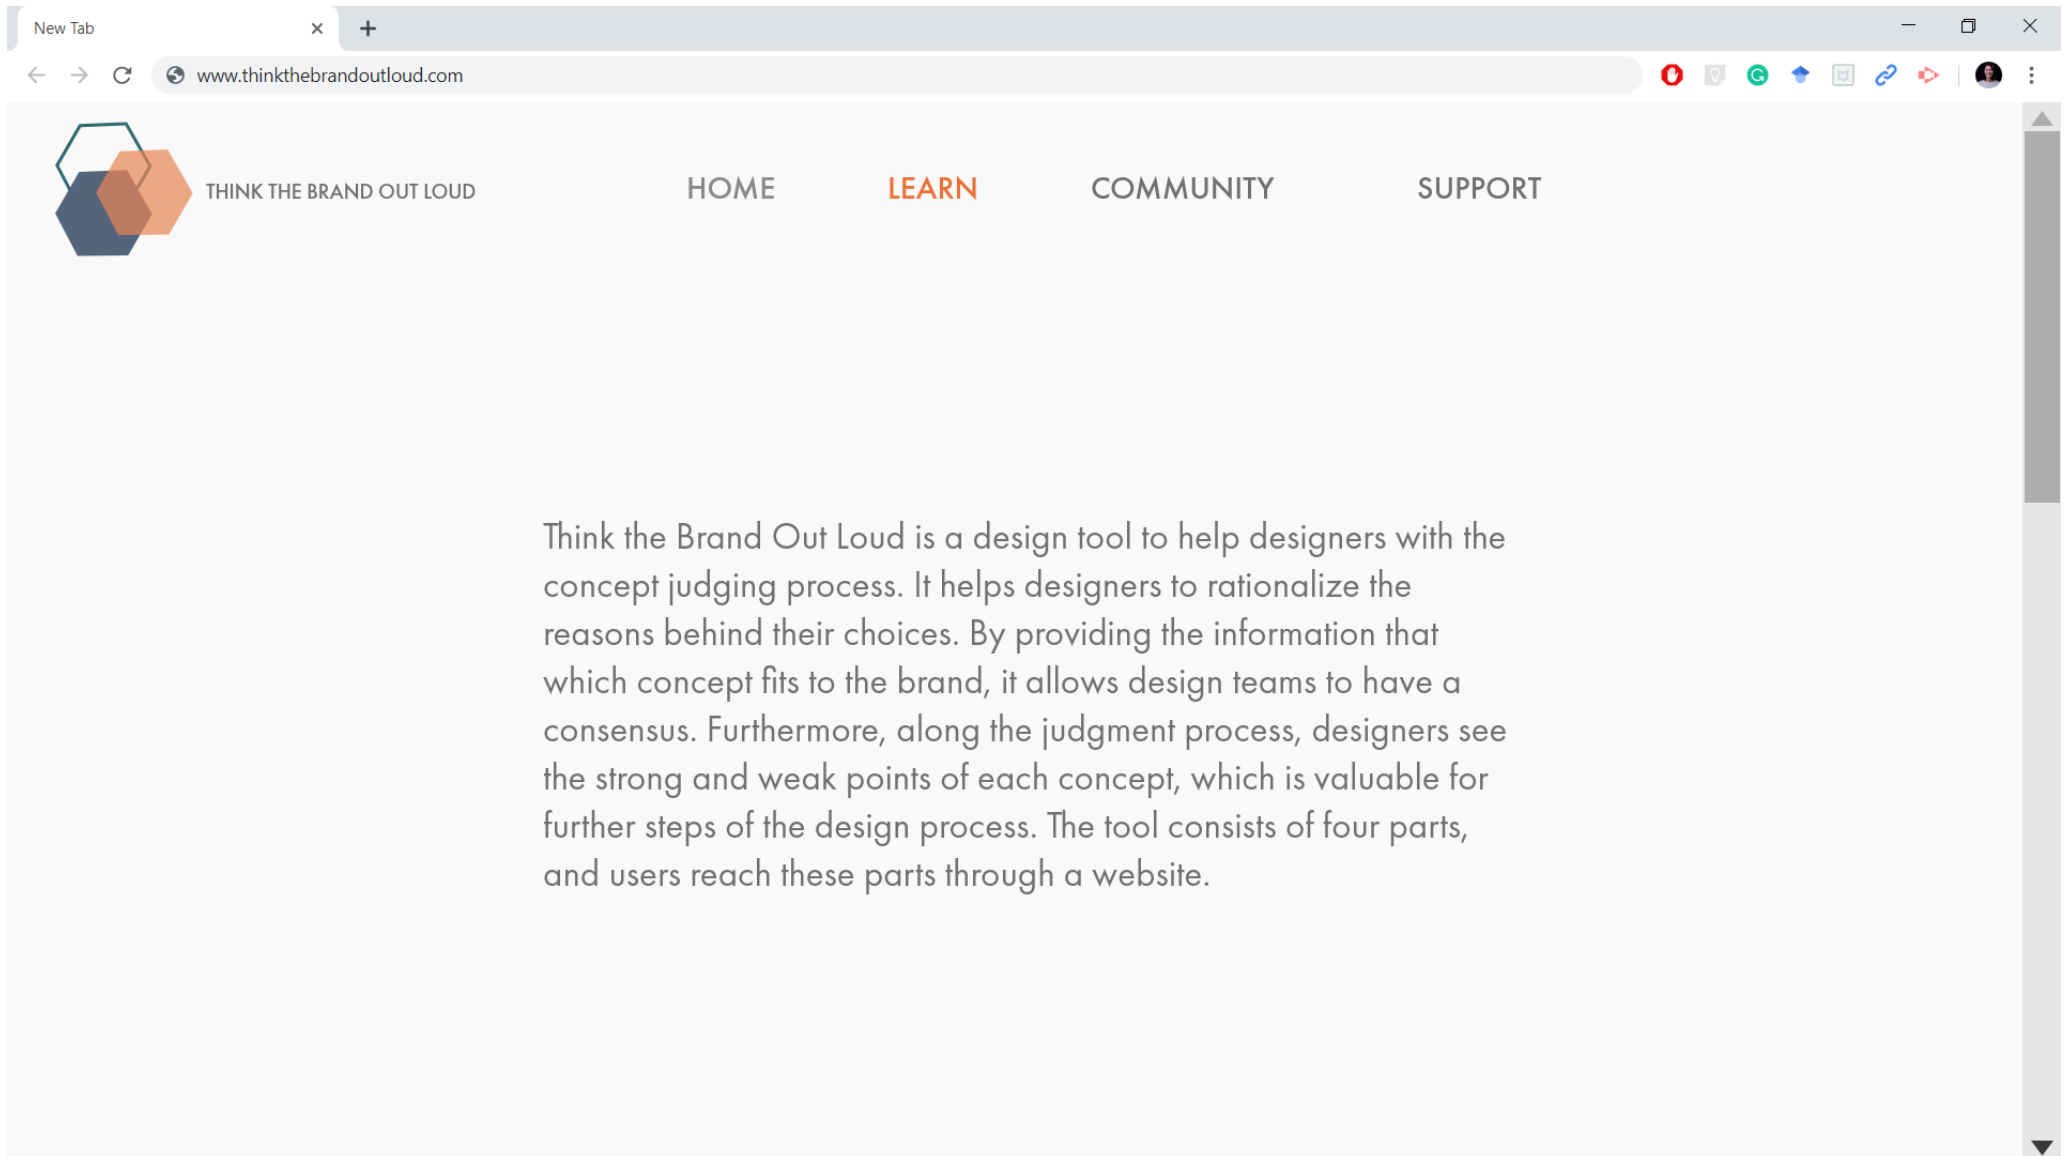 New Tab
www.thinkthebrandoutloud.com
THINK THE BRAND OUT LOUD
HOME
LEARN
COMMUNITY
SUPPORT
Think the Brand Out Loud is a design tool to help designers with the
concept judging process. It helps designers to rationalize the
reasons behind their choices. By providing the information that
which concept fits to the brand, it allows design teams to have a
consensus. Furthermore, along the judgment process, designers see
the strong and weak points of each concept, which is valuable for
further steps of the design process. The tool consists of four parts,
and users reach these parts through a website.